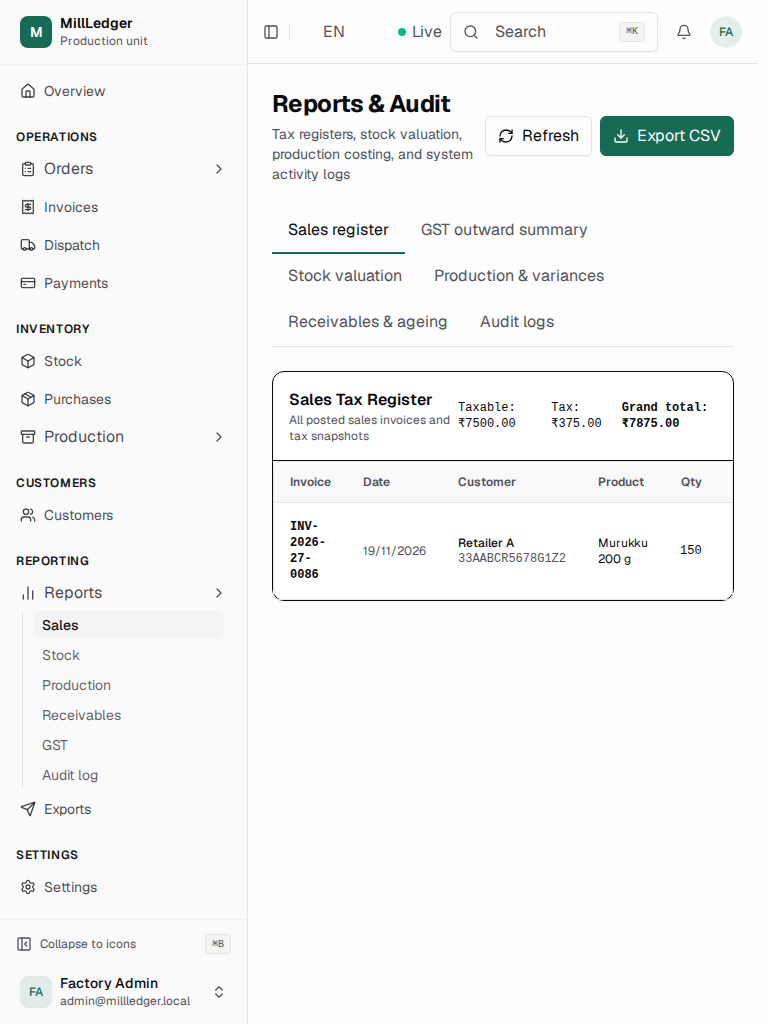 M
MillLedger
Production unit
Overview
OPERATIONS
Orders
Invoices
Dispatch
Payments
INVENTORY
Stock
Purchases
Production
CUSTOMERS
Customers
REPORTING
Reports
Sales
Stock
Production
Receivables
GST
Audit log
Exports
SETTINGS
Settings
Collapse to icons ⌘B
FA
Factory Admin
admin@millledger.local
EN Live Search ⌘K FA
Reports & Audit
Tax registers, stock valuation,
production costing, and system
activity logs
Refresh Export CSV
Sales register GST outward summary
Stock valuation Production & variances
Receivables & ageing Audit logs
Sales Tax Register
All posted sales invoices and
tax snapshots
Taxable: Tax: Grand total:
₹7500.00 ₹375.00 ₹7875.00
Invoice Date Customer Product Qty
INV-
2026-
27-
0086
19/11/2026
Retailer A
33AABCR5678G1Z2
Murukku
200 g
150